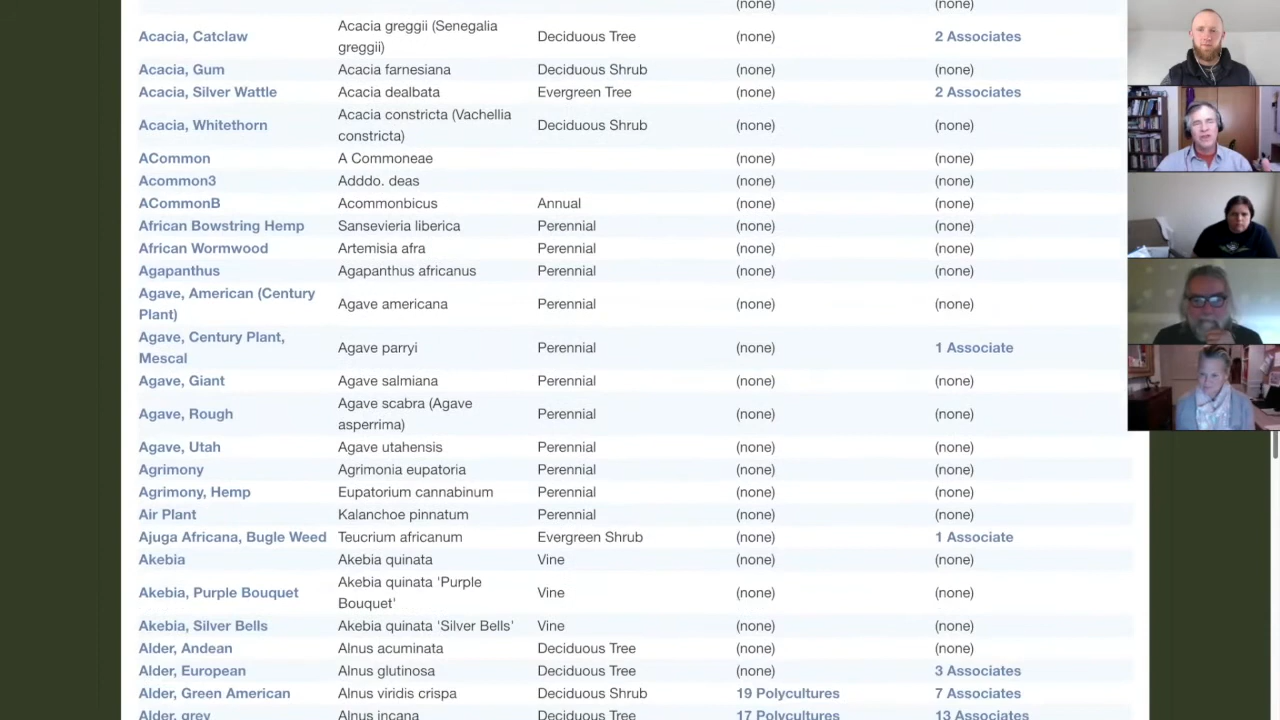 (none) (none)
Acacia, Catclaw Acacia greggii (Senegalia greggii) Deciduous Tree (none) 2 Associates
Acacia, Gum Acacia farnesiana Deciduous Shrub (none) (none)
Acacia, Silver Wattle Acacia dealbata Evergreen Tree (none) 2 Associates
Acacia, Whitethorn Acacia constricta (Vachellia constricta) Deciduous Shrub (none) (none)
ACommon A Commoneae (none) (none)
Acommon3 Adddo. deas (none) (none)
ACommonB Acommonbicus Annual (none) (none)
African Bowstring Hemp Sansevieria liberica Perennial (none) (none)
African Wormwood Artemisia afra Perennial (none) (none)
Agapanthus Agapanthus africanus Perennial (none) (none)
Agave, American (Century Plant) Agave americana Perennial (none) (none)
Agave, Century Plant, Mescal Agave parryi Perennial (none) 1 Associate
Agave, Giant Agave salmiana Perennial (none) (none)
Agave, Rough Agave scabra (Agave asperrima) Perennial (none) (none)
Agave, Utah Agave utahensis Perennial (none) (none)
Agrimony Agrimonia eupatoria Perennial (none) (none)
Agrimony, Hemp Eupatorium cannabinum Perennial (none) (none)
Air Plant Kalanchoe pinnatum Perennial (none) (none)
Ajuga Africana, Bugle Weed Teucrium africanum Evergreen Shrub (none) 1 Associate
Akebia Akebia quinata Vine (none) (none)
Akebia, Purple Bouquet Akebia quinata 'Purple Bouquet' Vine (none) (none)
Akebia, Silver Bells Akebia quinata 'Silver Bells' Vine (none) (none)
Alder, Andean Alnus acuminata Deciduous Tree (none) (none)
Alder, European Alnus glutinosa Deciduous Tree (none) 3 Associates
Alder, Green American Alnus viridis crispa Deciduous Shrub 19 Polycultures 7 Associates
Alder, grey Alnus incana Deciduous Tree 17 Polycultures 13 Associates